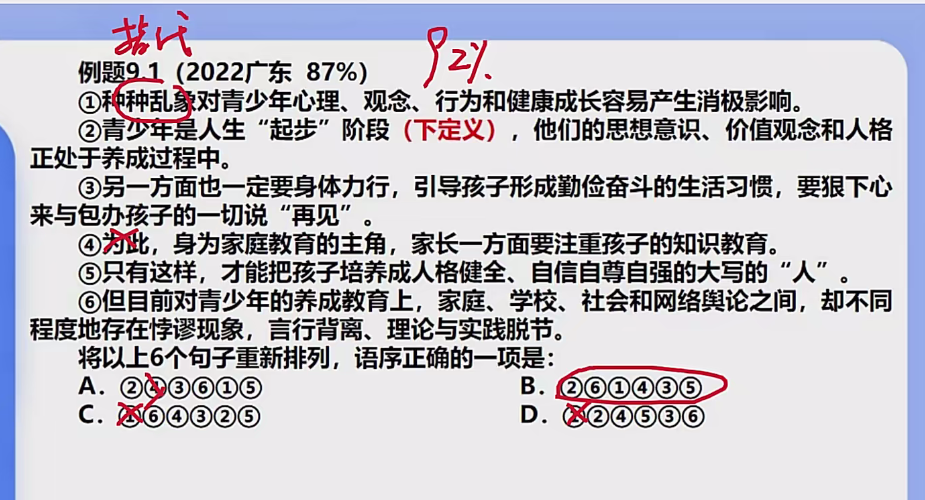 指代
92%
例题9.1（2022广东 87%）
①种种乱象对青少年心理、观念、行为和健康成长容易产生消极影响。
②青少年是人生“起步”阶段（下定义），他们的思想意识、价值观念和人格
正处于养成过程中。
③另一方面也一定要身体力行，引导孩子形成勤俭奋斗的生活习惯，要狠下心
来与包办孩子的一切说“再见”。
④为此，身为家庭教育的主角，家长一方面要注重孩子的知识教育。
⑤只有这样，才能把孩子培养成人格健全、自信自尊自强的大写的“人”。
⑥但目前对青少年的养成教育上，家庭、学校、社会和网络舆论之间，却不同
程度地存在悖谬现象，言行背离、理论与实践脱节。
将以上6个句子重新排列，语序正确的一项是：
A. ②④③⑥①⑤ B. ②⑥①④③⑤
C. ①⑥④③②⑤ D. ①②④⑤③⑥